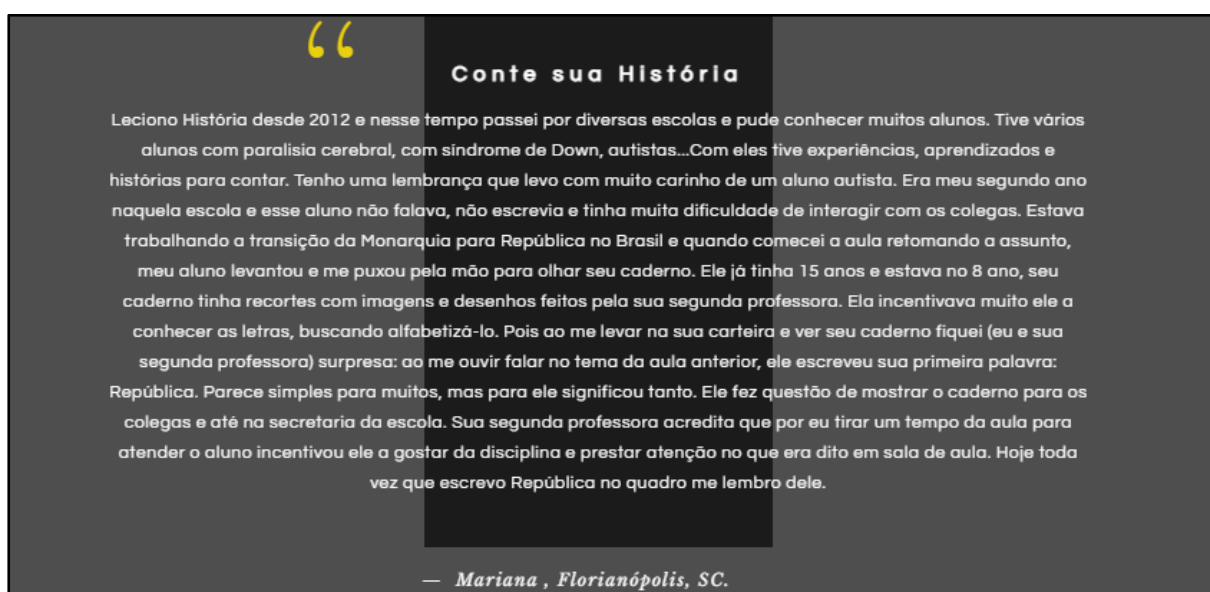 “
Conte sua História
Leciono História desde 2012 e nesse tempo passei por diversas escolas e pude conhecer muitos alunos. Tive vários
alunos com paralisia cerebral, com síndrome de Down, autistas...Com eles tive experiências, aprendizados e
histórias para contar. Tenho uma lembrança que levo com muito carinho de um aluno autista. Era meu segundo ano
naquela escola e esse aluno não falava, não escrevia e tinha muita dificuldade de interagir com os colegas. Estava
trabalhando a transição da Monarquia para República no Brasil e quando comecei a aula retomando a assunto,
meu aluno levantou e me puxou pela mão para olhar seu caderno. Ele já tinha 15 anos e estava no 8 ano, seu
caderno tinha recortes com imagens e desenhos feitos pela sua segunda professora. Ela incentivava muito ele a
conhecer as letras, buscando alfabetizá-lo. Pois ao me levar na sua carteira e ver seu caderno fiquei (eu e sua
segunda professora) surpresa: ao me ouvir falar no tema da aula anterior, ele escreveu sua primeira palavra:
República. Parece simples para muitos, mas para ele significou tanto. Ele fez questão de mostrar o caderno para os
colegas e até na secretaria da escola. Sua segunda professora acredita que por eu tirar um tempo da aula para
atender o aluno incentivou ele a gostar da disciplina e prestar atenção no que era dito em sala de aula. Hoje toda
vez que escrevo República no quadro me lembro dele.
— Mariana , Florianópolis, SC.